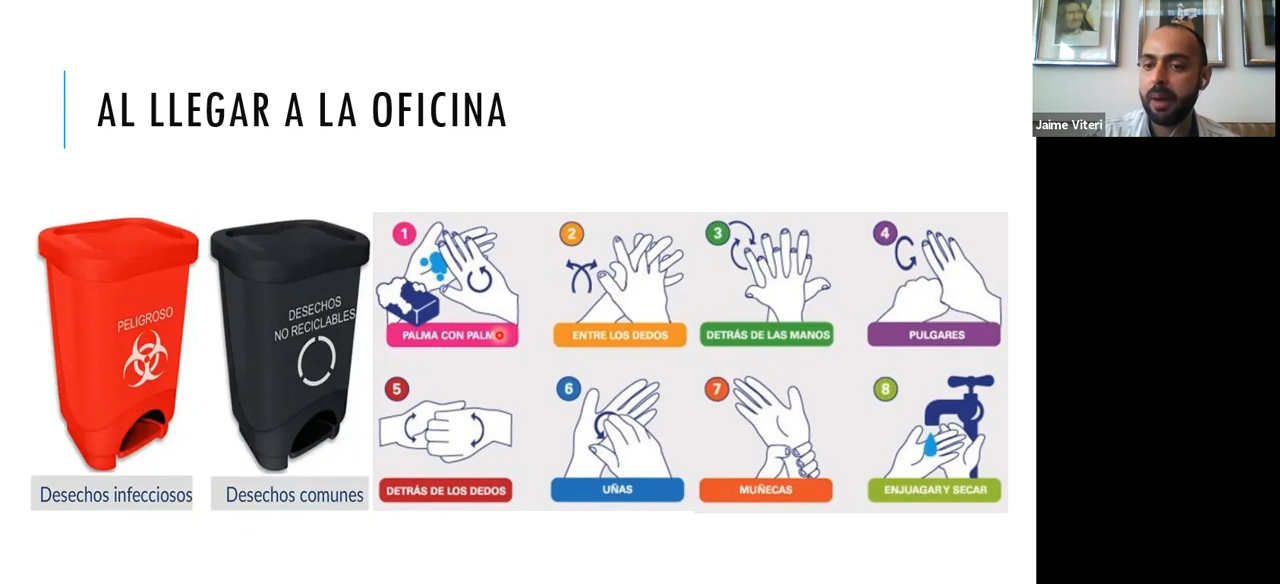 AL LLEGAR A LA OFICINA
Jaime Viteri
PELIGROSO
Desechos infecciosos
DESECHOS
NO RECICLABLES
Desechos comunes
1
PALMA CON PALM
2
ENTRE LOS DEDOS
3
DETRÁS DE LAS MANOS
4
PULGARES
5
DETRÁS DE LOS DEDOS
6
UÑAS
7
MUÑECAS
8
ENJUAGAR Y SECAR